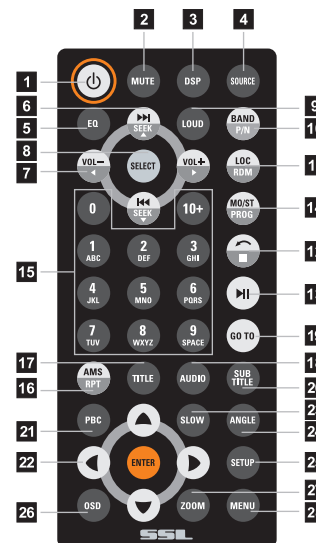 2 3 4
1 MUTE DSP SOURCE
6 SEEK 9
5 EQ LOUD BAND P/N
8 SELECT
7 VOL− VOL+ LOC RDM
SEEK
0 10+ MO/ST PROG
15 1 ABC 2 DEF 3 GHI
4 JKL 5 MNO 6 PQRS
7 TUV 8 WXYZ 9 SPACE GO TO
17
16 AMS RPT TITLE AUDIO SUB TITLE
21 PBC SLOW ANGLE
22 ENTER SETUP
26 OSD ZOOM MENU
SSL